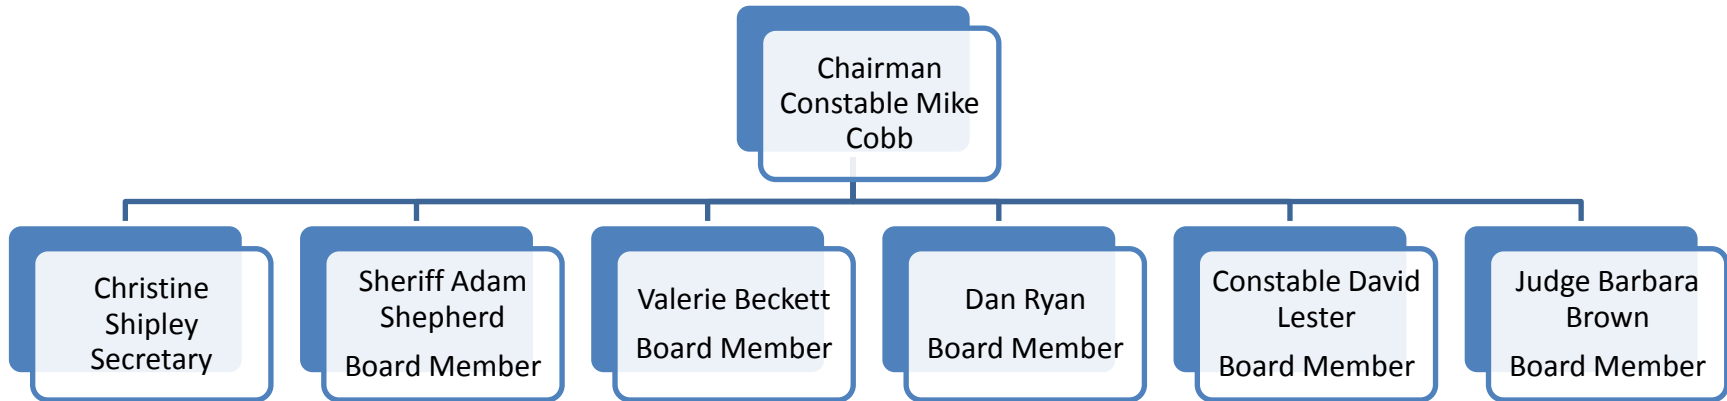 Chairman
Constable Mike
Cobb
Christine
Shipley
Secretary
Sheriff Adam
Shepherd
Board Member
Valerie Beckett
Board Member
Dan Ryan
Board Member
Constable David
Lester
Board Member
Judge Barbara
Brown
Board Member